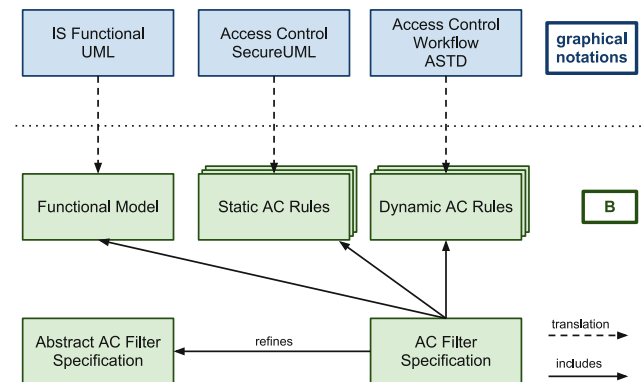 IS Functional
UML
Access Control
SecureUML
Access Control
Workflow
ASTD
graphical
notations
Functional Model
Static AC Rules
Dynamic AC Rules
B
Abstract AC Filter
Specification
refines
AC Filter
Specification
translation
includes